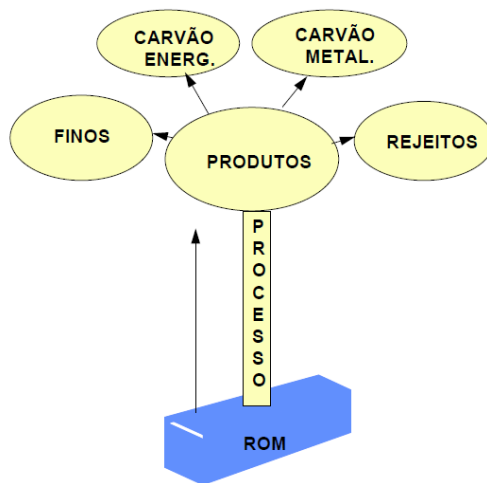 CARVÃO
ENERG.
CARVÃO
METAL.
FINOS
PRODUTOS
REJEITOS
P
R
O
C
E
S
S
O
ROM